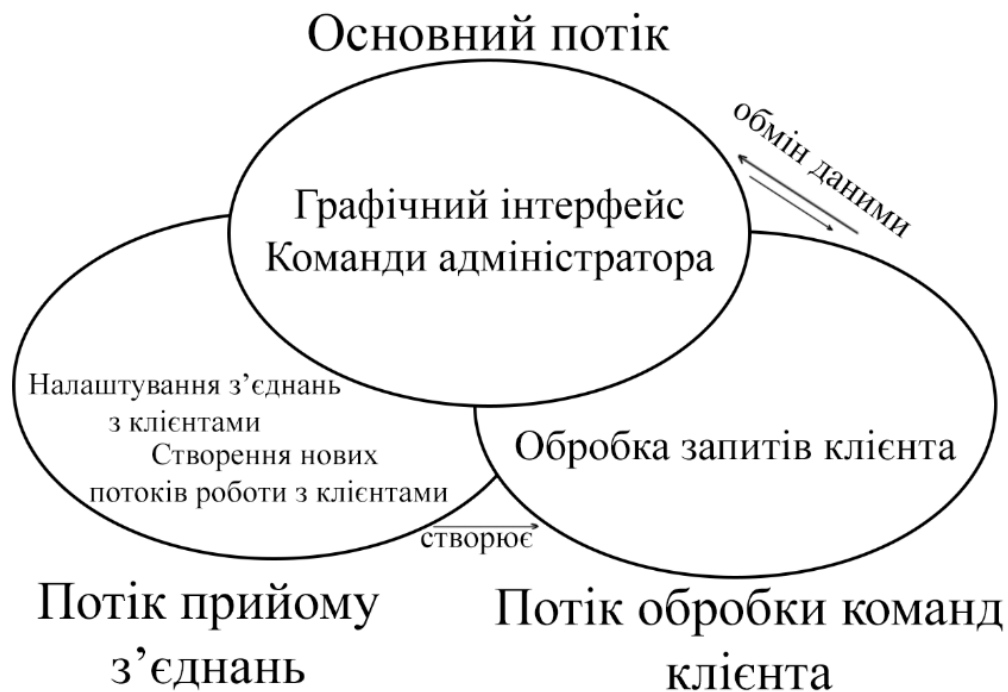 Основний потік
обмін даними
Графічний інтерфейс
Команди адміністратора
Налаштування з’єднань
з клієнтами
Створення нових
потоків роботи з клієнтами
Обробка запитів клієнта
створює
Потік прийому
з’єднань
Потік обробки команд
клієнта